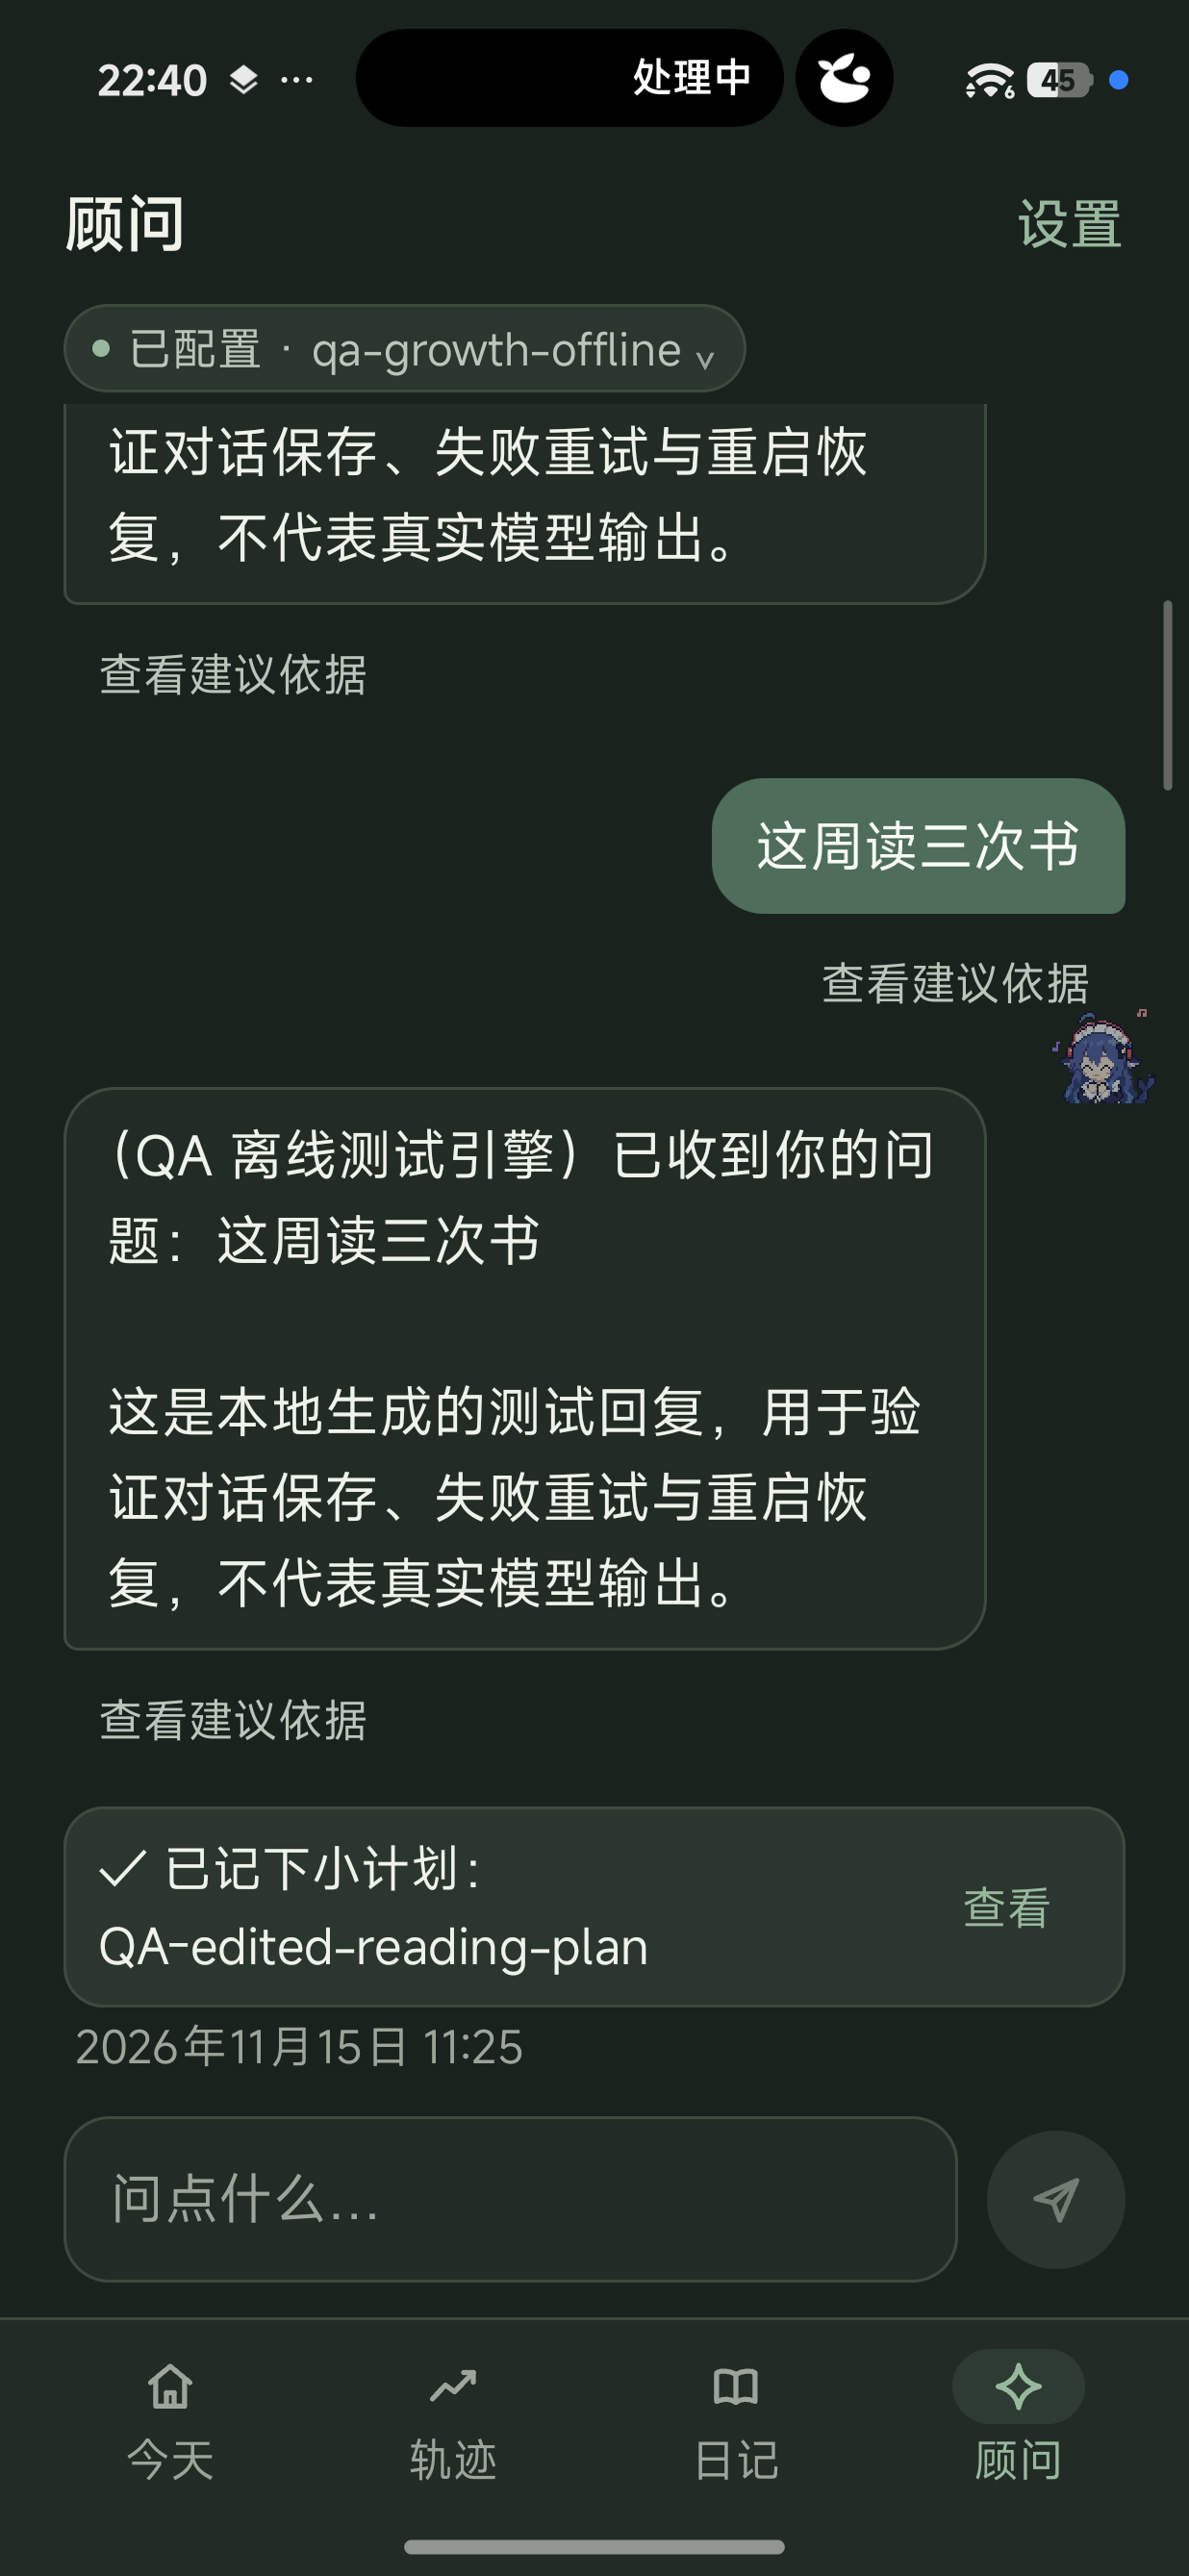 22:40
处理中
45
6
顾问
设置
已配置 · qa-growth-offline
证对话保存、失败重试与重启恢
复，不代表真实模型输出。
查看建议依据
这周读三次书
查看建议依据
（QA 离线测试引擎）已收到你的问
题：这周读三次书
这是本地生成的测试回复，用于验
证对话保存、失败重试与重启恢
复，不代表真实模型输出。
查看建议依据
✓ 已记下小计划：
QA-edited-reading-plan
查看
2026年11月15日 11:25
问点什么...
今天
轨迹
日记
顾问